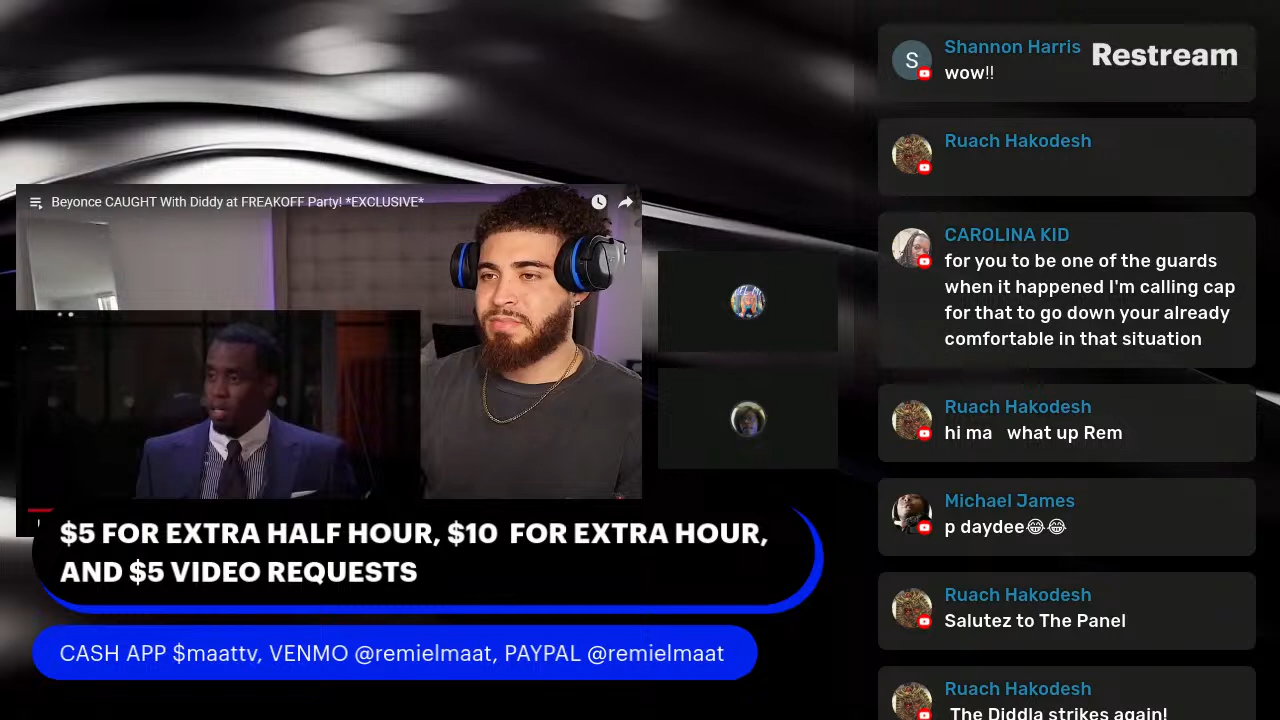 Beyonce CAUGHT With Diddy at FREAKOFF Party! *EXCLUSIVE*
$5 FOR EXTRA HALF HOUR, $10 FOR EXTRA HOUR,
AND $5 VIDEO REQUESTS
CASH APP $maattv, VENMO @remielmaat, PAYPAL @remielmaat
Restream
S
Shannon Harris
wow!!
Ruach Hakodesh
CAROLINA KID
for you to be one of the guards
when it happened I'm calling cap
for that to go down your already
comfortable in that situation
Ruach Hakodesh
hi ma what up Rem
Michael James
p daydee😂😂
Ruach Hakodesh
Salutez to The Panel
Ruach Hakodesh
The Diddla strikes again!